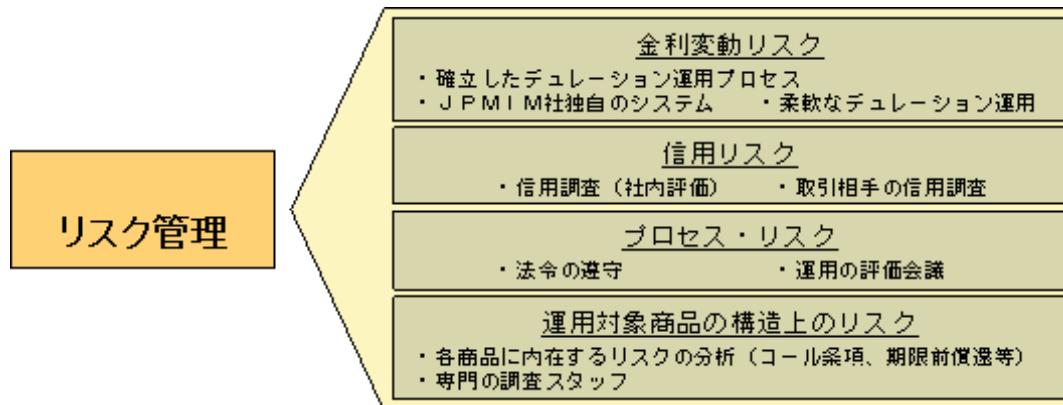 リスク管理
金利変動リスク
・確立したデュレーション運用プロセス
・ＪＰＭＩＭ社独自のシステム　・柔軟なデュレーション運用
信用リスク
・信用調査（社内評価）　・取引相手の信用調査
プロセス・リスク
・法令の遵守　・運用の評価会議
運用対象商品の構造上のリスク
・各商品に内在するリスクの分析（コール条項、期限前償還等）
・専門の調査スタッフ